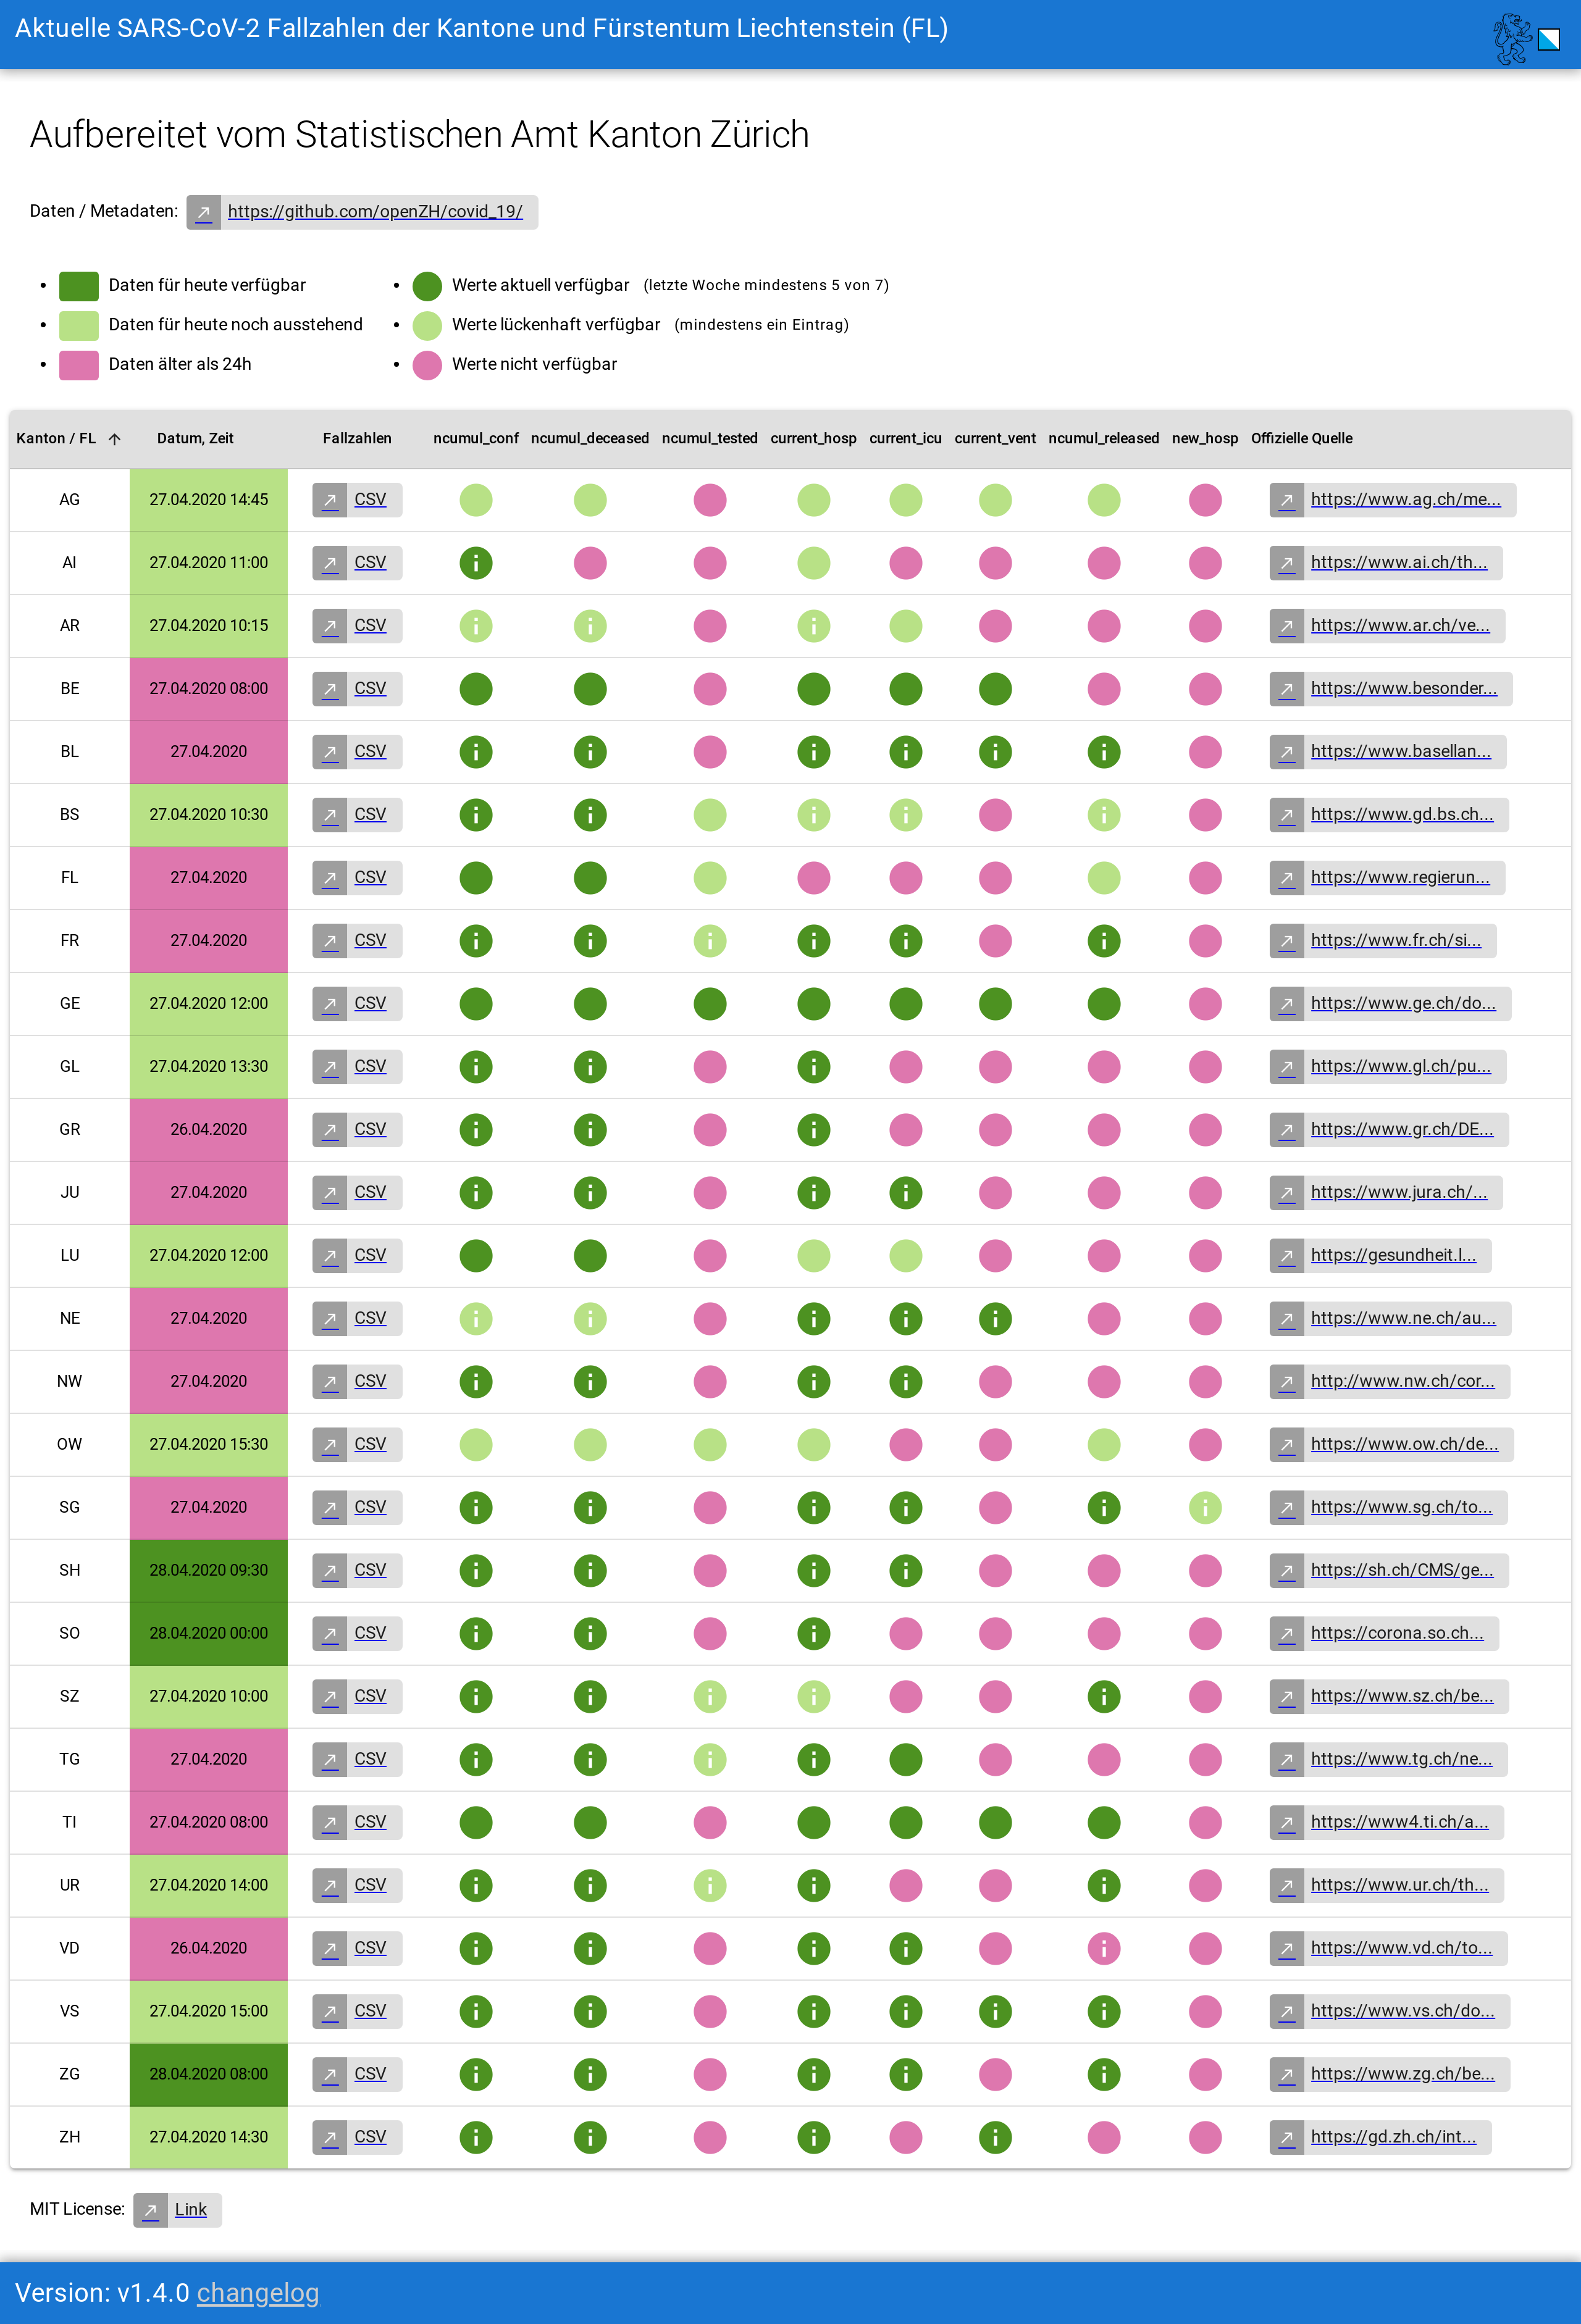 Aktuelle SARS-CoV-2 Fallzahlen der Kantone und Fürstentum Liechtenstein (FL)
Aufbereitet vom Statistischen Amt Kanton Zürich
Daten / Metadaten: https://github.com/openZH/covid_19/
Daten für heute verfügbar Werte aktuell verfügbar (letzte Woche mindestens 5 von 7)
Daten für heute noch ausstehend Werte lückenhaft verfügbar (mindestens ein Eintrag)
Daten älter als 24h Werte nicht verfügbar
Kanton / FL Datum, Zeit Fallzahlen ncumul_conf ncumul_deceased ncumul_tested current_hosp current_icu current_vent ncumul_released new_hosp Offizielle Quelle
AG 27.04.2020 14:45 CSV https://www.ag.ch/me...
AI 27.04.2020 11:00 CSV https://www.ai.ch/th...
AR 27.04.2020 10:15 CSV https://www.ar.ch/ve...
BE 27.04.2020 08:00 CSV https://www.besonder...
BL 27.04.2020 CSV https://www.basellan...
BS 27.04.2020 10:30 CSV https://www.gd.bs.ch...
FL 27.04.2020 CSV https://www.regierun...
FR 27.04.2020 CSV https://www.fr.ch/si...
GE 27.04.2020 12:00 CSV https://www.ge.ch/do...
GL 27.04.2020 13:30 CSV https://www.gl.ch/pu...
GR 26.04.2020 CSV https://www.gr.ch/DE...
JU 27.04.2020 CSV https://www.jura.ch/...
LU 27.04.2020 12:00 CSV https://gesundheit.l...
NE 27.04.2020 CSV https://www.ne.ch/au...
NW 27.04.2020 CSV http://www.nw.ch/cor...
OW 27.04.2020 15:30 CSV https://www.ow.ch/de...
SG 27.04.2020 CSV https://www.sg.ch/to...
SH 28.04.2020 09:30 CSV https://sh.ch/CMS/ge...
SO 28.04.2020 00:00 CSV https://corona.so.ch...
SZ 27.04.2020 10:00 CSV https://www.sz.ch/be...
TG 27.04.2020 CSV https://www.tg.ch/ne...
TI 27.04.2020 08:00 CSV https://www4.ti.ch/a...
UR 27.04.2020 14:00 CSV https://www.ur.ch/th...
VD 26.04.2020 CSV https://www.vd.ch/to...
VS 27.04.2020 15:00 CSV https://www.vs.ch/do...
ZG 28.04.2020 08:00 CSV https://www.zg.ch/be...
ZH 27.04.2020 14:30 CSV https://gd.zh.ch/int...
MIT License: Link
Version: v1.4.0 changelog